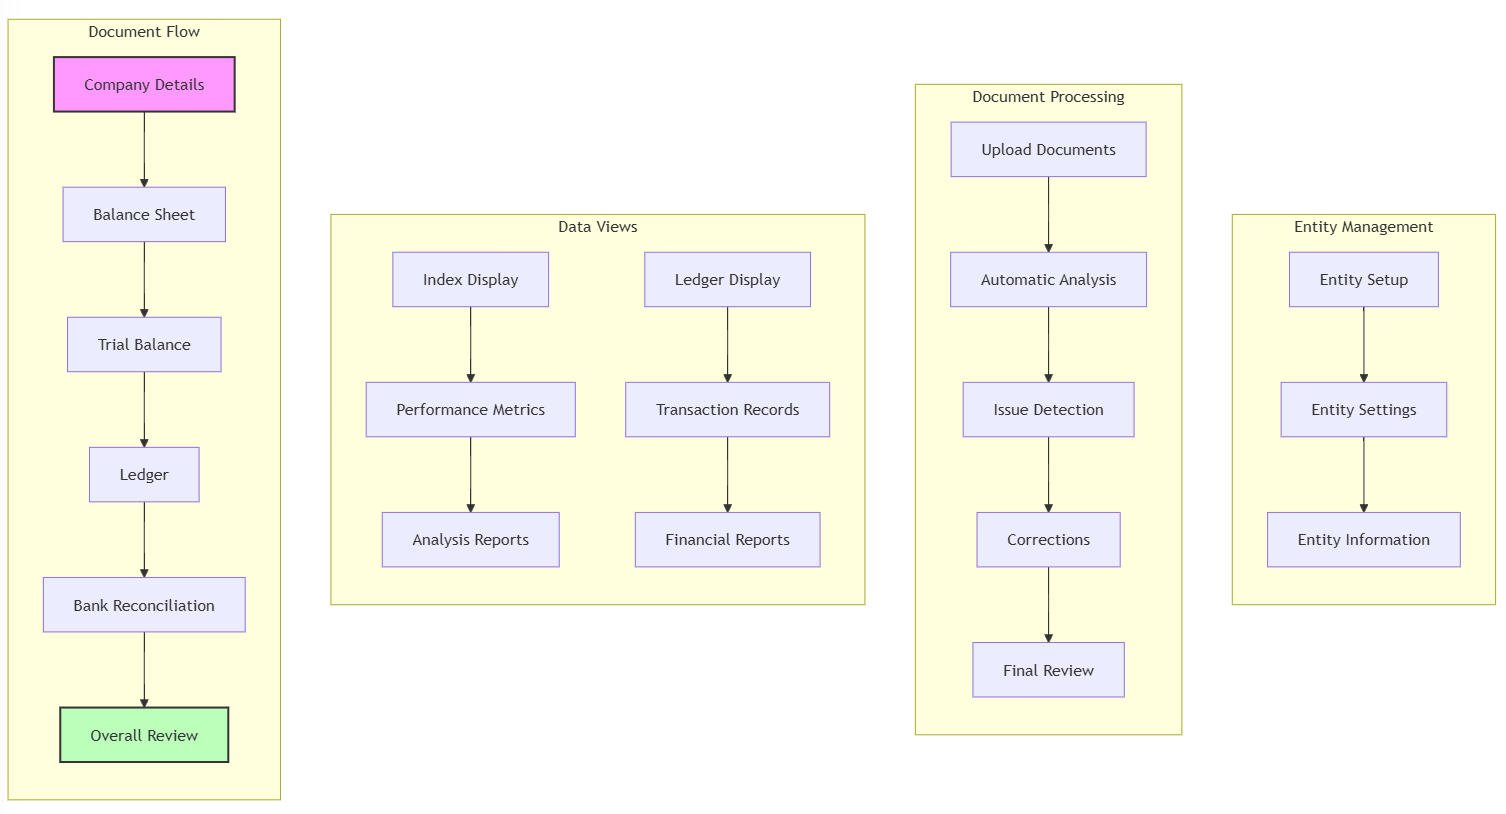 Document Flow
Company Details
Balance Sheet
Trial Balance
Ledger
Bank Reconciliation
Overall Review
Data Views
Index Display
Performance Metrics
Analysis Reports
Ledger Display
Transaction Records
Financial Reports
Document Processing
Upload Documents
Automatic Analysis
Issue Detection
Corrections
Final Review
Entity Management
Entity Setup
Entity Settings
Entity Information